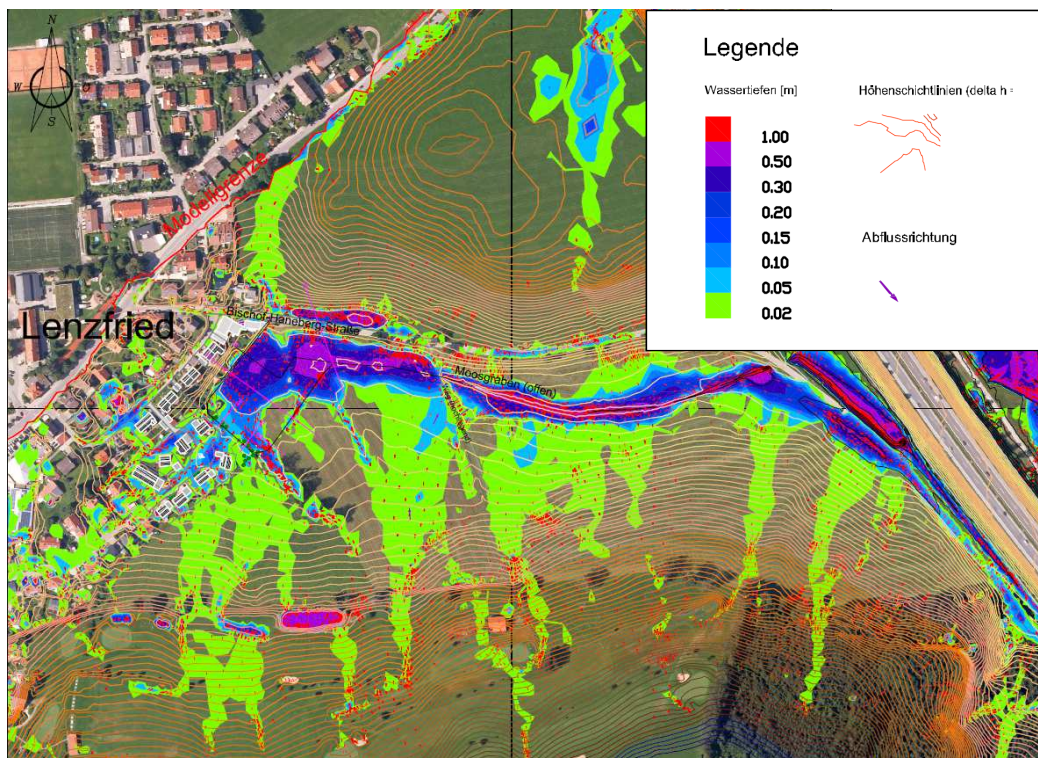 N
W
O
S
Modellgrenze
Lenzfried
Bischof-Haneberg-Straße
Moosgraben (offen)
Legende
Wassertiefen [m]
1.00
0.50
0.30
0.20
0.15
0.10
0.05
0.02
Höhenschichtlinien (delta h =
Abflussrichtung